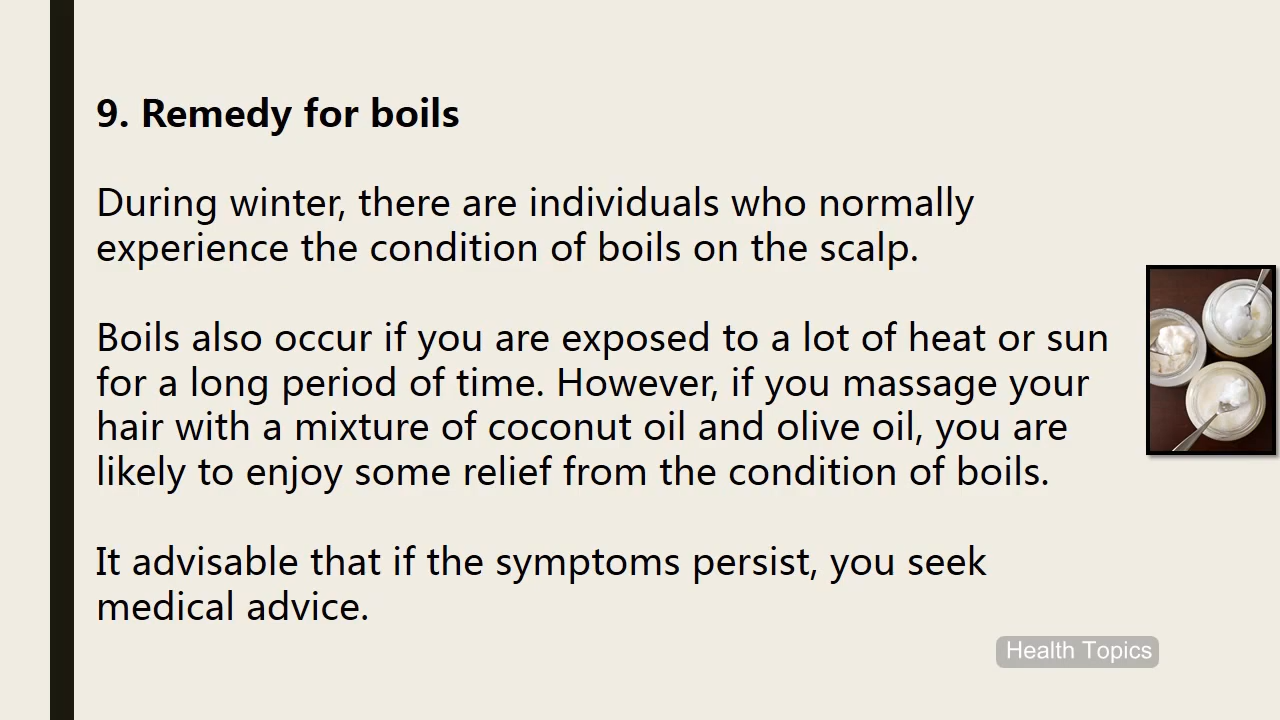 9. Remedy for boils
During winter, there are individuals who normally
experience the condition of boils on the scalp.
Boils also occur if you are exposed to a lot of heat or sun
for a long period of time. However, if you massage your
hair with a mixture of coconut oil and olive oil, you are
likely to enjoy some relief from the condition of boils.
It advisable that if the symptoms persist, you seek
medical advice.
Health Topics